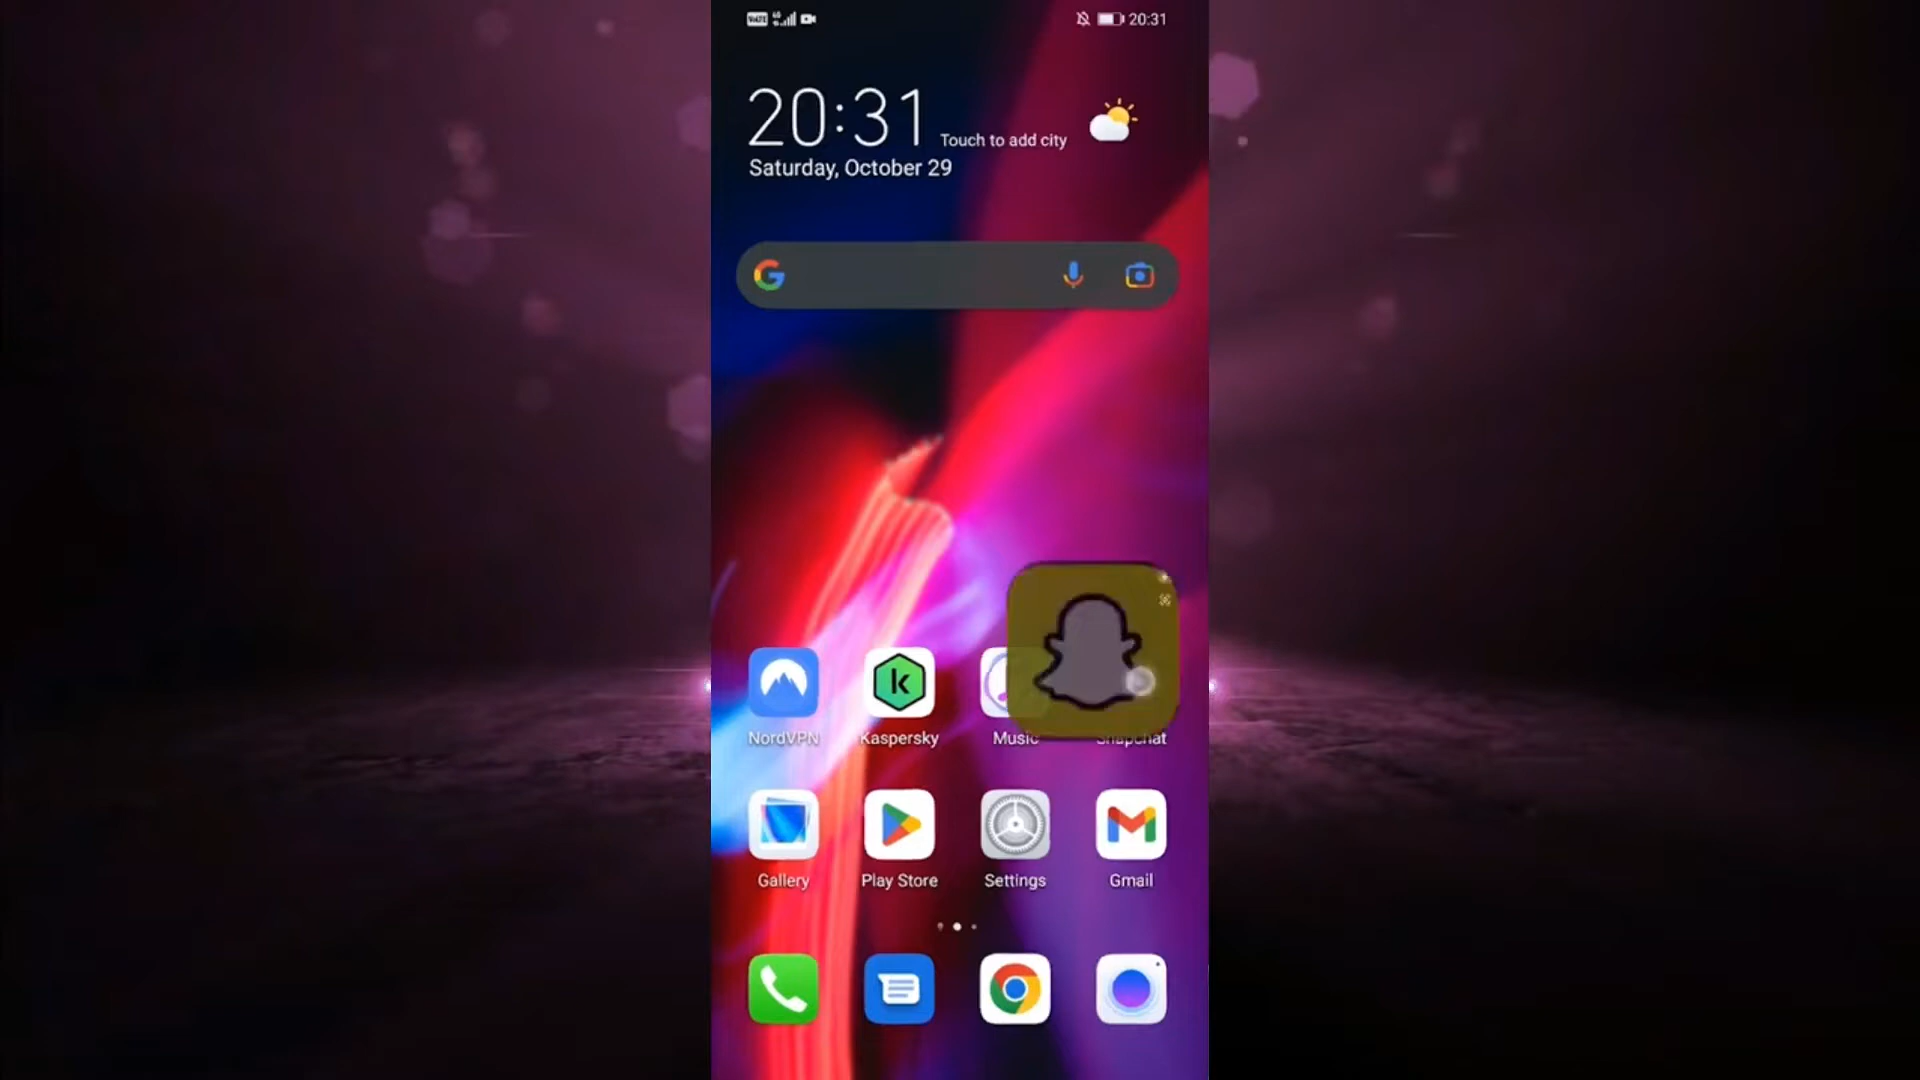 VoLTE 20:31
20:31
Touch to add city
Saturday, October 29
NordVPN Kaspersky Music Snapchat
Gallery Play Store Settings Gmail